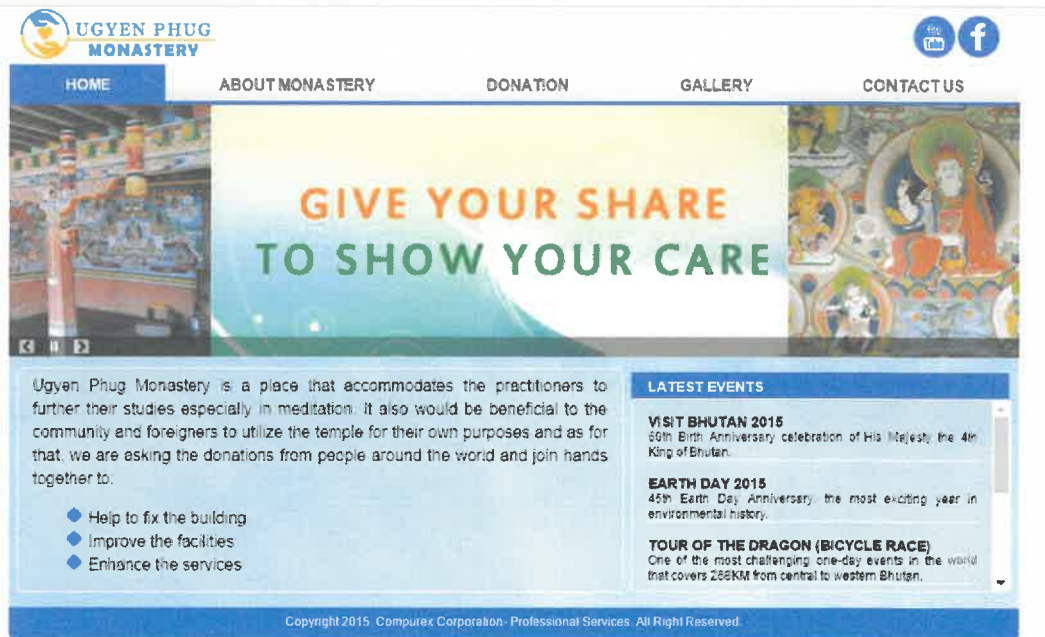 UGYEN PHUG
MONASTERY
You
Tube
f
HOME
ABOUT MONASTERY
DONATION
GALLERY
CONTACT US
GIVE YOUR SHARE
TO SHOW YOUR CARE
Ugyen Phug Monastery is a place that accommodates the practitioners to
further their studies especially in meditation. It also would be beneficial to the
community and foreigners to utilize the temple for their own purposes and as for
that, we are asking the donations from people around the world and join hands
together to:
Help to fix the building
Improve the facilities
Enhance the services
LATEST EVENTS
VISIT BHUTAN 2015
60th Birth Anniversary celebration of His Majesty the 4th
King of Bhutan.
EARTH DAY 2015
45th Earth Day Anniversary, the most exciting year in
environmental history.
TOUR OF THE DRAGON (BICYCLE RACE)
One of the most challenging one-day events in the world
that covers 268KM from central to western Bhutan.
Copyright 2015. Compurex Corporation- Professional Services. All Right Reserved.